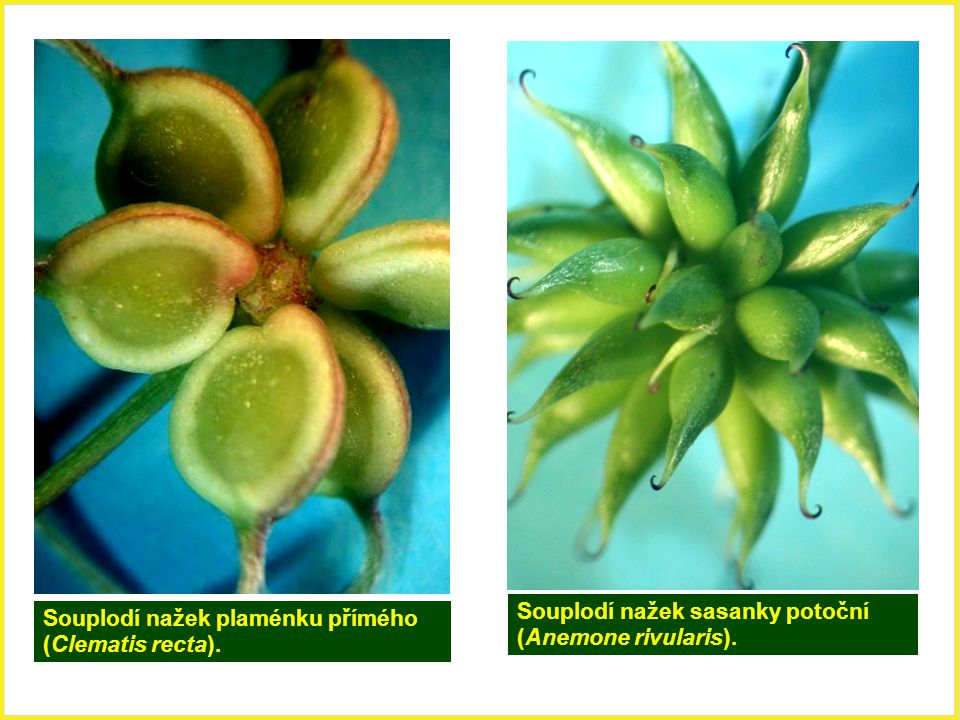 Souplodí nažek plaménku přímého
(Clematis recta).
Souplodí nažek sasanky potoční
(Anemone rivularis).